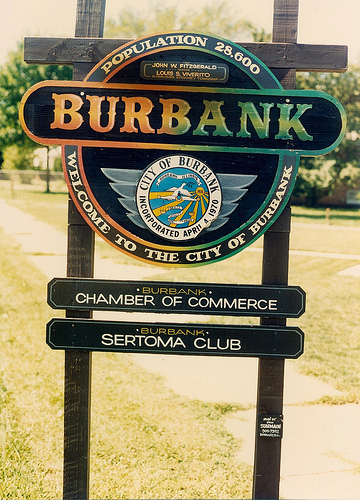 POPULATION 28,600
JOHN W. FITZGERALD
LOUIS S. VIVERITO
BURBANK
CITY OF BURBANK
INCORPORATED APRIL 1970
WELCOME TO THE CITY OF BURBANK
• BURBANK •
CHAMBER OF COMMERCE
• BURBANK •
SERTOMA CLUB